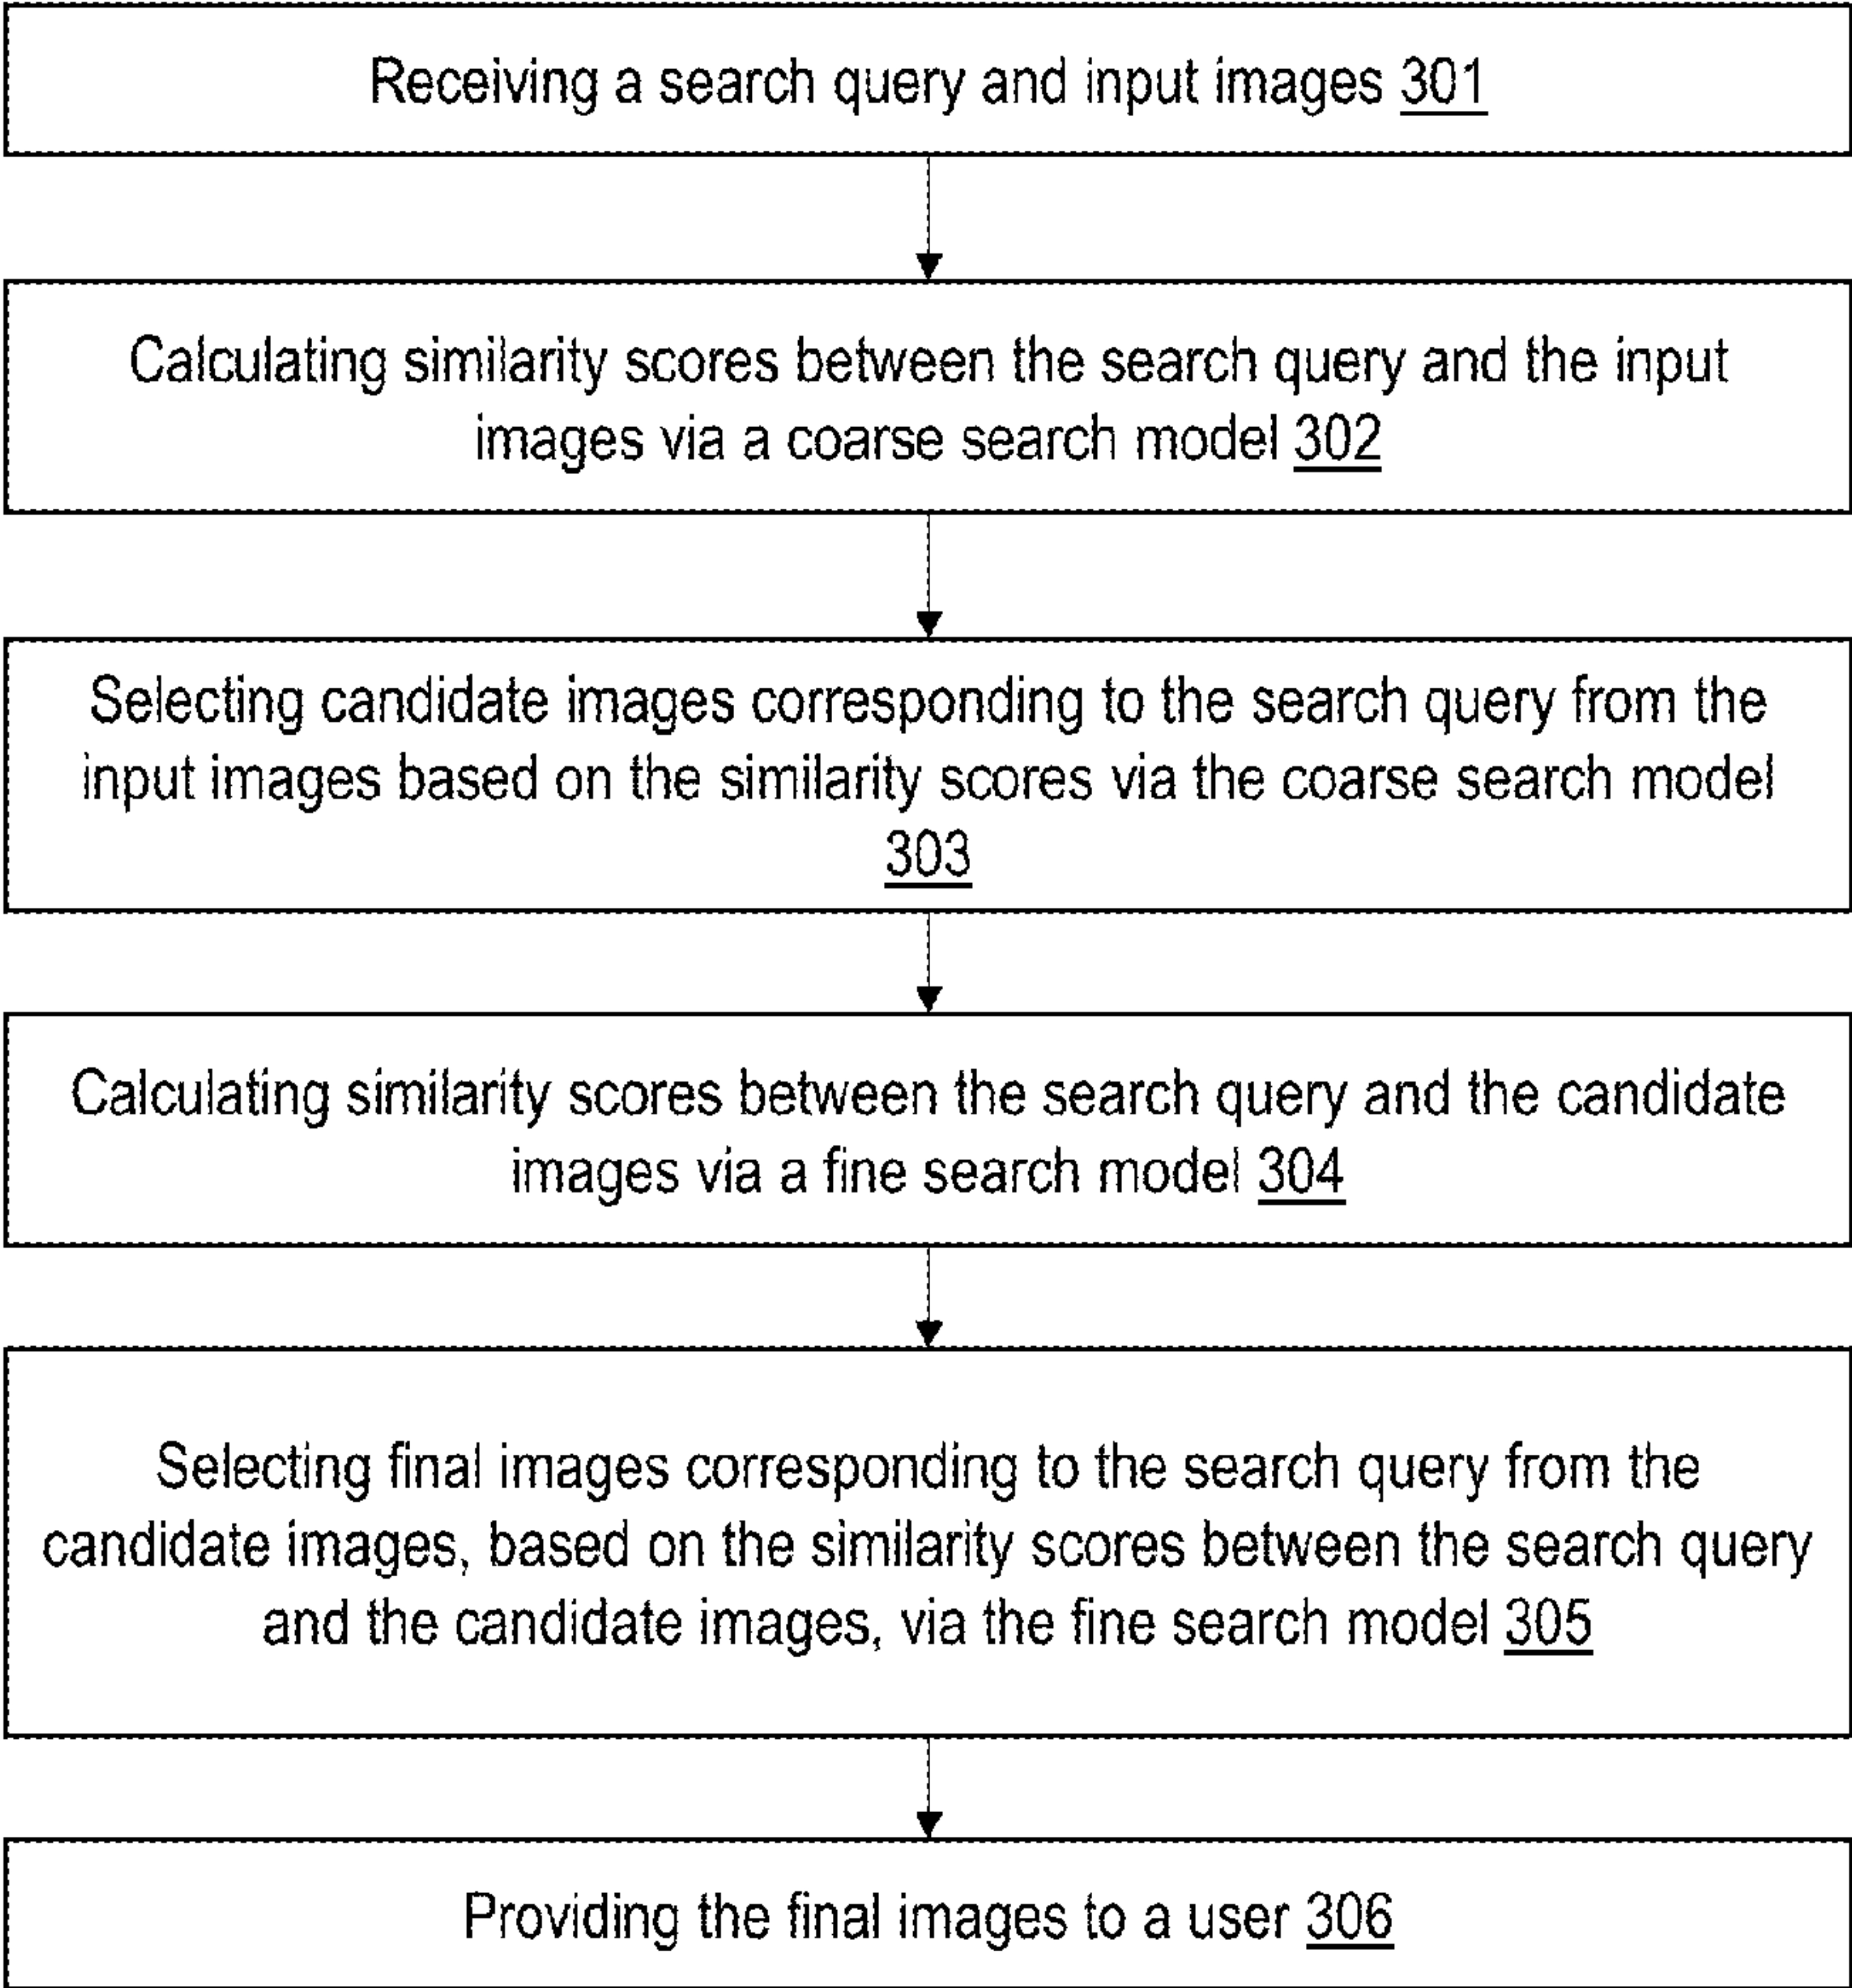 Receiving a search query and input images 301
Calculating similarity scores between the search query and the input
images via a coarse search model 302
Selecting candidate images corresponding to the search query from the
input images based on the similarity scores via the coarse search model
303
Calculating similarity scores between the search query and the candidate
images via a fine search model 304
Selecting final images corresponding to the search query from the
candidate images, based on the similarity scores between the search query
and the candidate images, via the fine search model 305
Providing the final images to a user 306